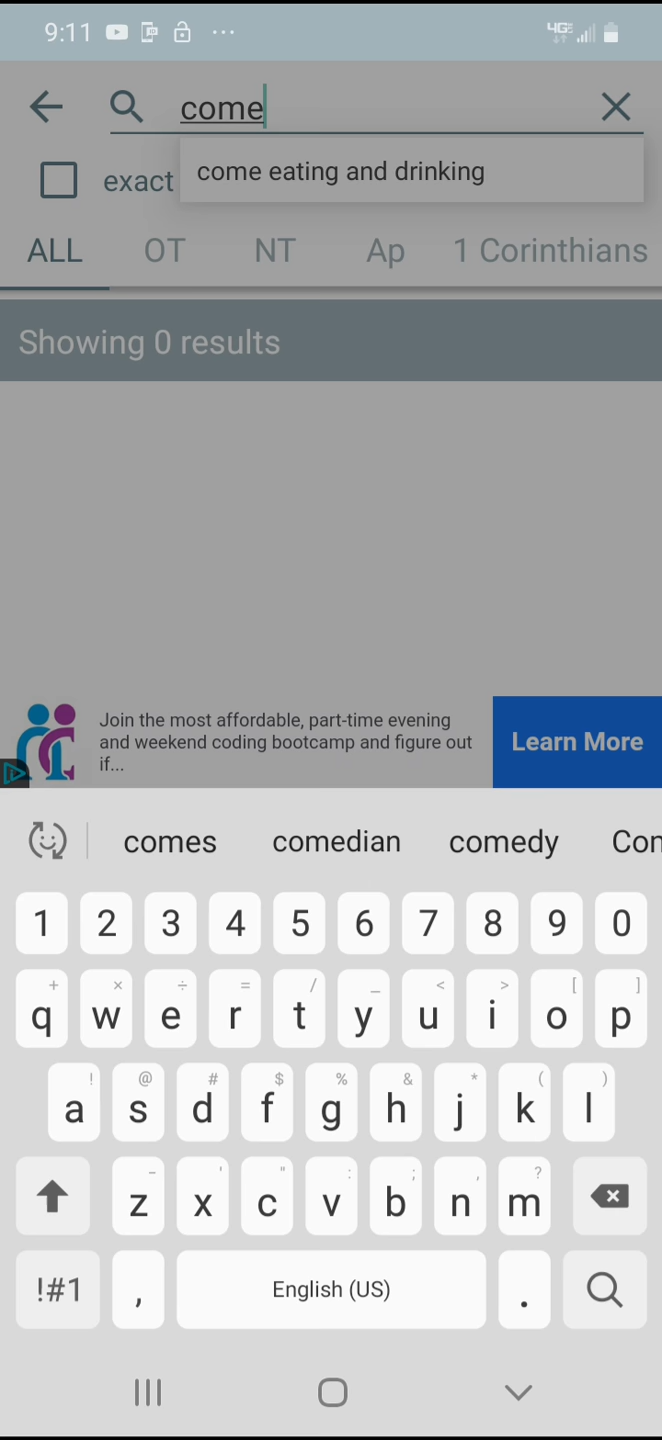 9:11 ... 4GE
come
come eating and drinking
exact
ALL OT NT Ap 1 Corinthians
Showing 0 results
Join the most affordable, part-time evening
and weekend coding bootcamp and figure out
if...
Learn More
comes comedian comedy Con
1 2 3 4 5 6 7 8 9 0
+ × ÷ = / _ < > [ ]
q w e r t y u i o p
! @ # $ % & * ( )
a s d f g h j k l
- ' " : ; , ?
z x c v b n m
!#1 , English (US) .